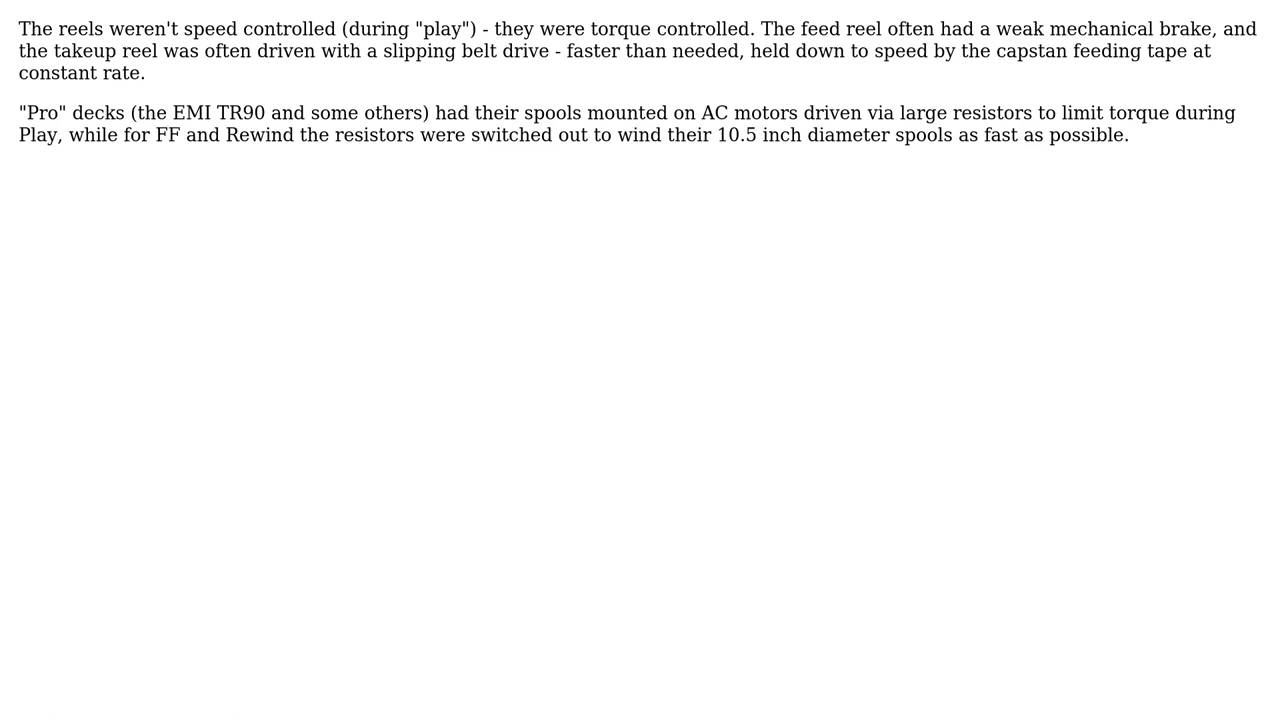 The reels weren't speed controlled (during "play") - they were torque controlled. The feed reel often had a weak mechanical brake, and
the takeup reel was often driven with a slipping belt drive - faster than needed, held down to speed by the capstan feeding tape at
constant rate.
"Pro" decks (the EMI TR90 and some others) had their spools mounted on AC motors driven via large resistors to limit torque during
Play, while for FF and Rewind the resistors were switched out to wind their 10.5 inch diameter spools as fast as possible.